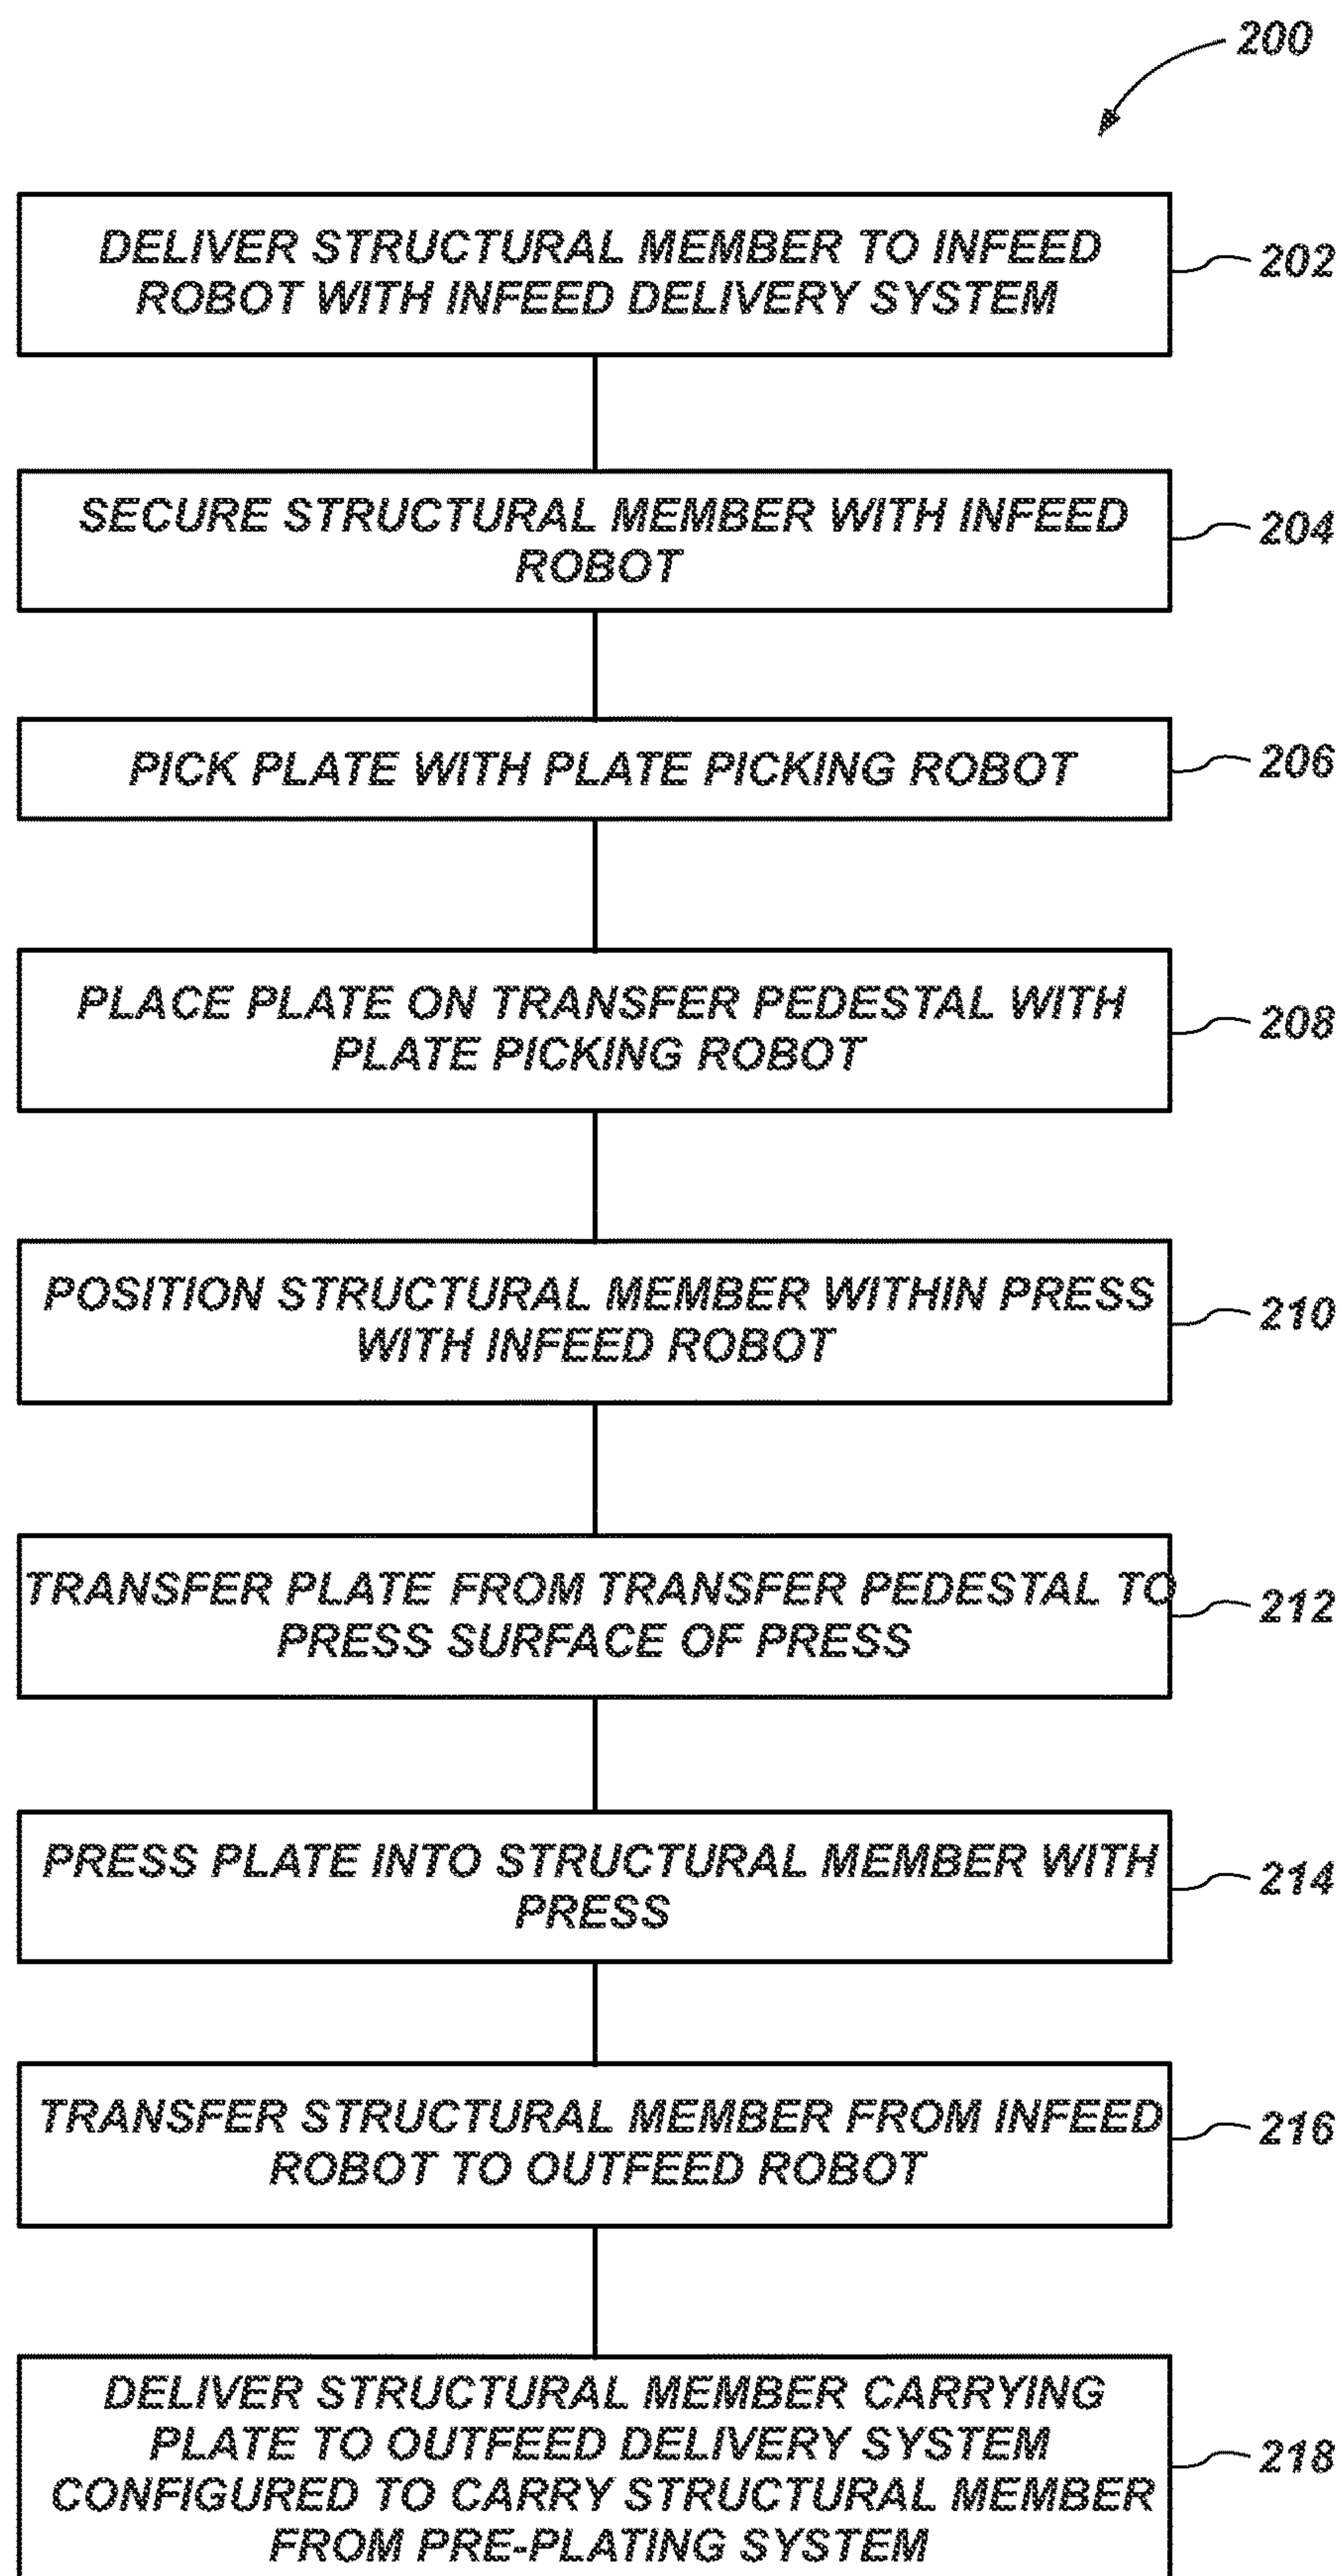 200
DELIVER STRUCTURAL MEMBER TO INFEED
ROBOT WITH INFEED DELIVERY SYSTEM
202
SECURE STRUCTURAL MEMBER WITH INFEED
ROBOT
204
PICK PLATE WITH PLATE PICKING ROBOT
206
PLACE PLATE ON TRANSFER PEDESTAL WITH
PLATE PICKING ROBOT
208
POSITION STRUCTURAL MEMBER WITHIN PRESS
WITH INFEED ROBOT
210
TRANSFER PLATE FROM TRANSFER PEDESTAL TO
PRESS SURFACE OF PRESS
212
PRESS PLATE INTO STRUCTURAL MEMBER WITH
PRESS
214
TRANSFER STRUCTURAL MEMBER FROM INFEED
ROBOT TO OUTFEED ROBOT
216
DELIVER STRUCTURAL MEMBER CARRYING
PLATE TO OUTFEED DELIVERY SYSTEM
CONFIGURED TO CARRY STRUCTURAL MEMBER
FROM PRE-PLATING SYSTEM
218